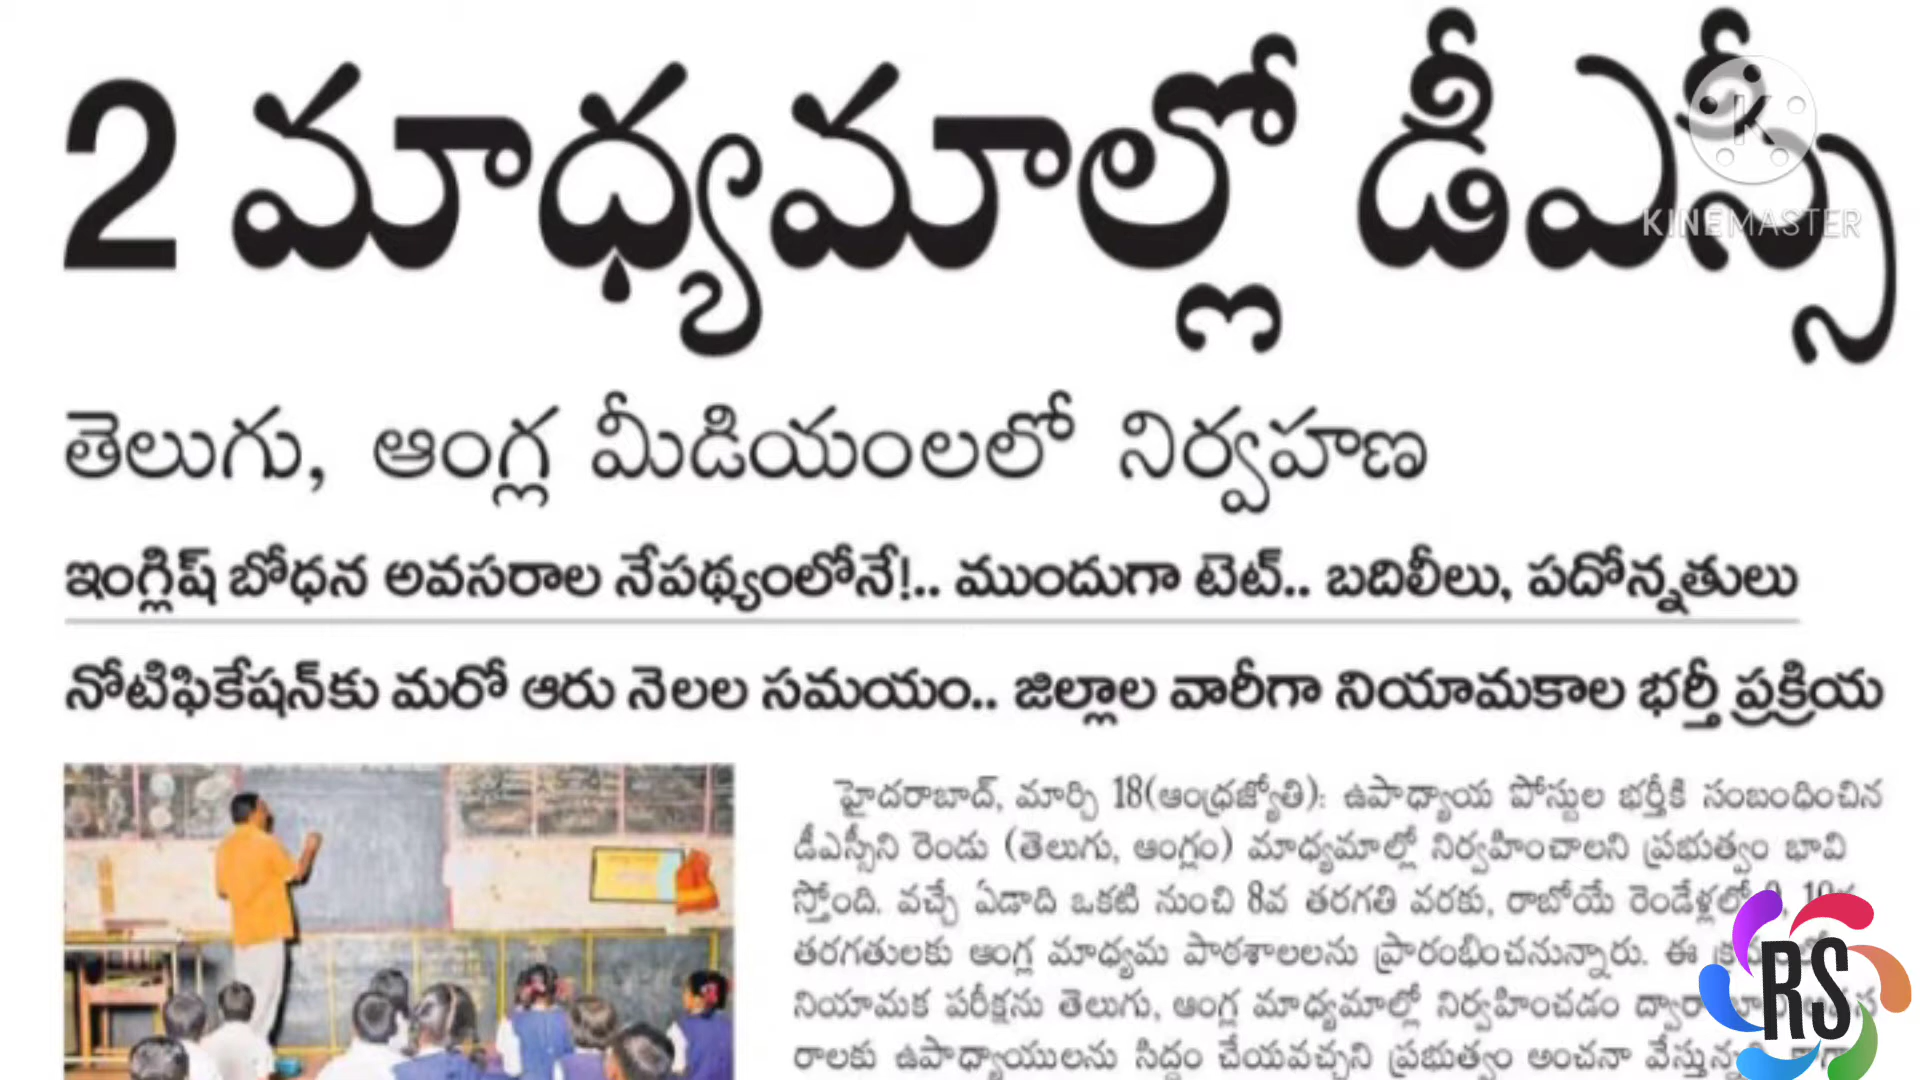 2 మాధ్యమాల్లో డీఎస్సీ
KINEMASTER
తెలుగు, ఆంగ్ల మీడియంలలో నిర్వహణ
ఇంగ్లిష్ బోధన అవసరాల నేపథ్యంలోనే!.. ముందుగా టెట్.. బదిలీలు, పదోన్నతులు
నోటిఫికేషన్‌కు మరో ఆరు నెలల సమయం.. జిల్లాల వారీగా నియామకాల భర్తీ ప్రక్రియ
హైదరాబాద్, మార్చి 18(ఆంధ్రజ్యోతి): ఉపాధ్యాయ పోస్టుల భర్తీకి సంబంధించిన
డీఎస్సీని రెండు (తెలుగు, ఆంగ్లం) మాధ్యమాల్లో నిర్వహించాలని ప్రభుత్వం భావి
స్తోంది. వచ్చే ఏడాది ఒకటి నుంచి 8వ తరగతి వరకు, రాబోయే రెండేళ్లలో
తరగతులకు ఆంగ్ల మాధ్యమ పాఠశాలలను ప్రారంభించనున్నారు. ఈ
నియామక పరీక్షను తెలుగు, ఆంగ్ల మాధ్యమాల్లో నిర్వహించడం ద్వారా
రాలకు ఉపాధ్యాయులను సిద్ధం చేయవచ్చని ప్రభుత్వం అంచనా
RS